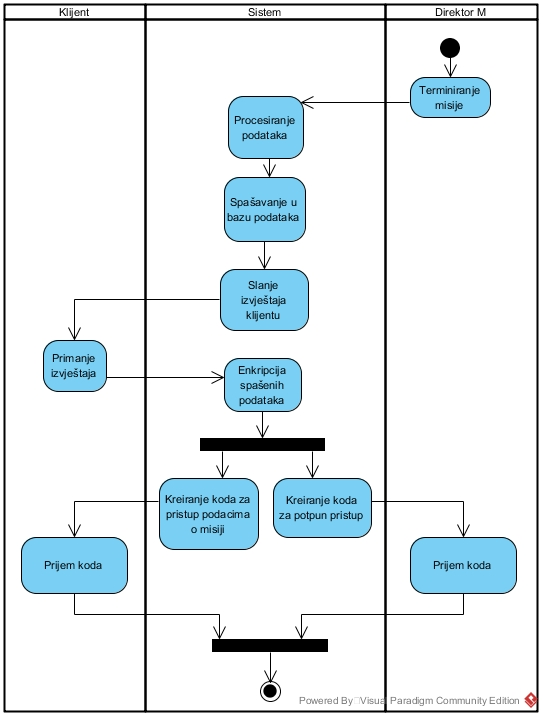 Klijent
Sistem
Direktor M
Terminiranje
misije
Procesiranje
podataka
Spašavanje u
bazu podataka
Slanje
izvještaja
klijentu
Primanje
izvještaja
Enkripcija
spašenih
podataka
Kreiranje koda za
pristup podacima
o misiji
Kreiranje koda
za potpun pristup
Prijem koda
Prijem koda
Powered By Visual Paradigm Community Edition